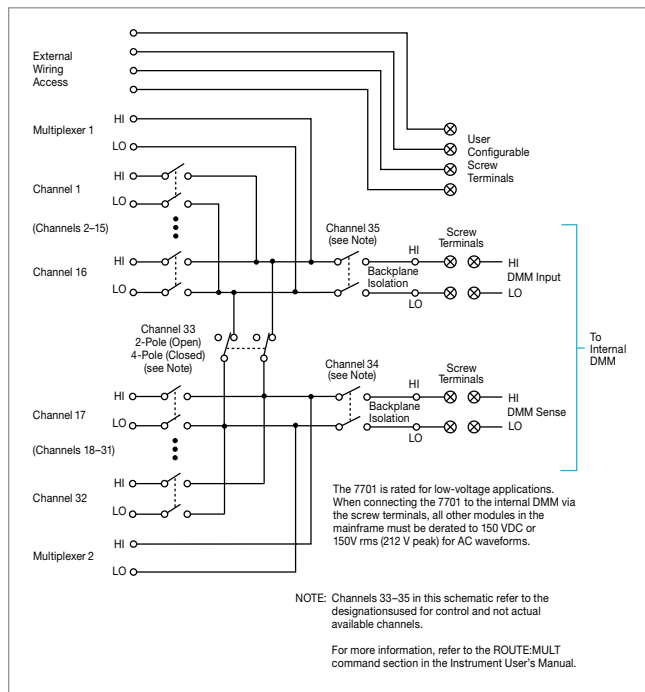 External
Wiring
Access
Multiplexer 1
HI
LO
User
Configurable
Screw
Terminals
Channel 1
HI
LO
(Channels 2–15)
Channel 16
HI
LO
Channel 35
(see Note)
Backplane
Isolation
HI
LO
Screw
Terminals
HI
DMM Input
LO
Channel 33
2-Pole (Open)
4-Pole (Closed)
(see Note)
To
Internal
DMM
Channel 17
HI
LO
(Channels 18–31)
Channel 34
(see Note)
Backplane
Isolation
HI
LO
Screw
Terminals
HI
DMM Sense
LO
Channel 32
HI
LO
Multiplexer 2
HI
LO
The 7701 is rated for low-voltage applications.
When connecting the 7701 to the internal DMM via
the screw terminals, all other modules in the
mainframe must be derated to 150 VDC or
150V rms (212 V peak) for AC waveforms.
NOTE: Channels 33–35 in this schematic refer to the
designationsused for control and not actual
available channels.
For more information, refer to the ROUTE:MULT
command section in the Instrument User's Manual.